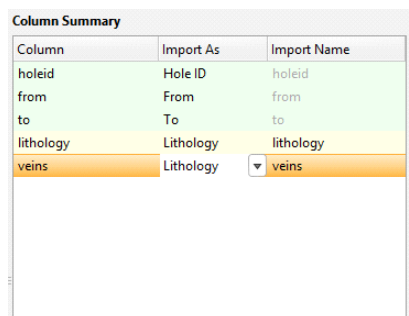 Column Summary
Column Import As Import Name
holeid Hole ID holeid
from From from
to To to
lithology Lithology lithology
veins Lithology veins